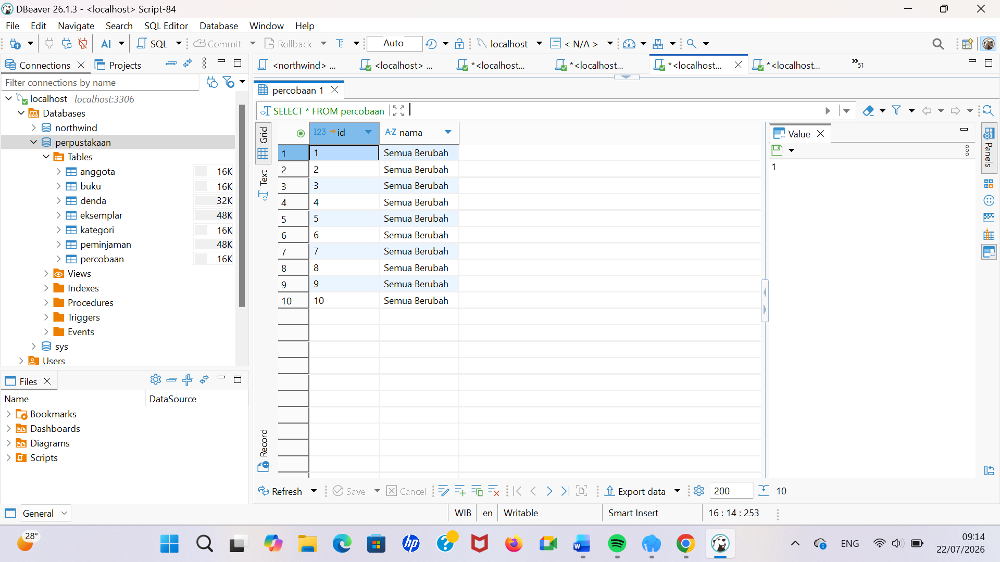 DBeaver 26.1.3 - <localhost> Script-84
File Edit Navigate Search SQL Editor Database Window Help
AI SQL Commit Rollback Auto localhost < N/A >
Connections Projects
Filter connections by name
localhost localhost:3306
Databases
northwind
perpustakaan
Tables
anggota 16K
buku 16K
denda 32K
eksemplar 48K
kategori 16K
peminjaman 48K
percobaan 16K
Views
Indexes
Procedures
Triggers
Events
sys
Users
Files
Name DataSource
Bookmarks
Dashboards
Diagrams
Scripts
General
<northwind> ... <localhost> ... *<localhost... *<localhost... *<localhost... *<localhost... »51
percobaan 1
SELECT * FROM percobaan
Grid
Text
Record
123 id A-Z nama
1 1 Semua Berubah
2 2 Semua Berubah
3 3 Semua Berubah
4 4 Semua Berubah
5 5 Semua Berubah
6 6 Semua Berubah
7 7 Semua Berubah
8 8 Semua Berubah
9 9 Semua Berubah
10 10 Semua Berubah
Value
1
Panels
Refresh Save Cancel Export data 200 10
WIB en Writable Smart Insert 16 : 14 : 253
28°
ENG
09:14
22/07/2026